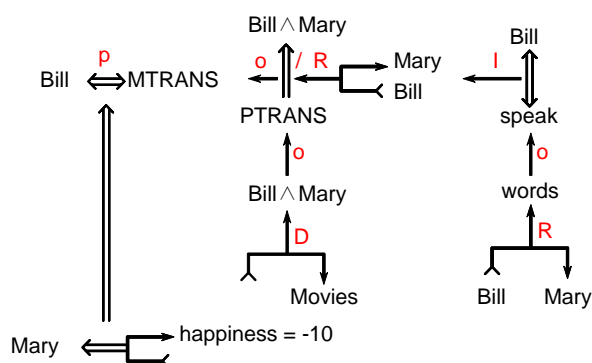 Bill ∧ Mary
Bill
p
o / R
Mary
I
Bill MTRANS
Bill
PTRANS
speak
o
o
Bill ∧ Mary
words
D
R
Movies
Bill Mary
Mary
happiness = -10